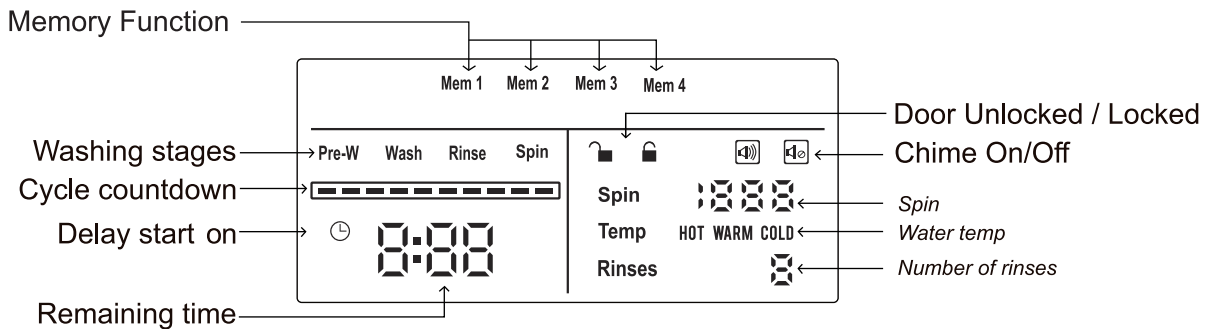 Memory Function
Mem 1 Mem 2 Mem 3 Mem 4
Door Unlocked / Locked
Washing stages
Pre-W Wash Rinse Spin
Chime On/Off
Cycle countdown
Spin 1888 Spin
Delay start on
8:88
Temp HOT WARM COLD Water temp
Rinses 8 Number of rinses
Remaining time